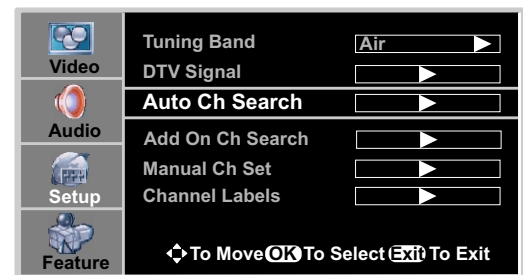 Video
Audio
Setup
Feature
Tuning Band Air
DTV Signal
Auto Ch Search
Add On Ch Search
Manual Ch Set
Channel Labels
To Move OK To Select Exit To Exit